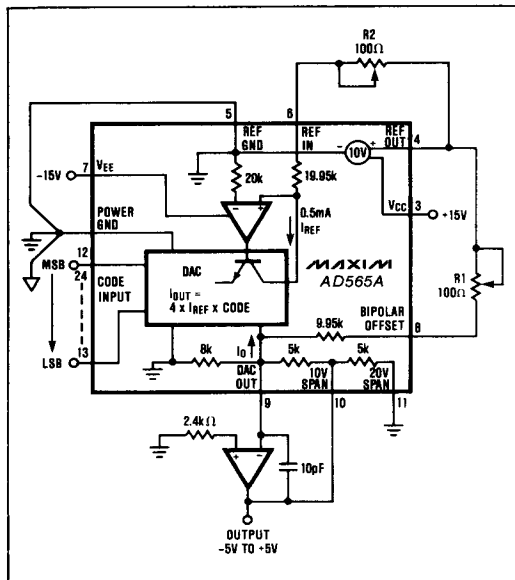 R2
100Ω
5
6
REF
GND
REF
IN
REF
OUT
4
- 10V +
7
-15V
VEE
20k
19.95k
VCC
3
+15V
- +
0.5mA
IREF
POWER
GND
12
MSB
24
CODE
INPUT
DAC
IOUT =
4 x IREF x CODE
MAXIM
AD565A
R1
100Ω
BIPOLAR
OFFSET
8
9.95k
LSB
13
8k
IO
DAC
OUT
5k
10V
SPAN
5k
20V
SPAN
9
10
11
2.4kΩ
+ -
10pF
OUTPUT
-5V TO +5V